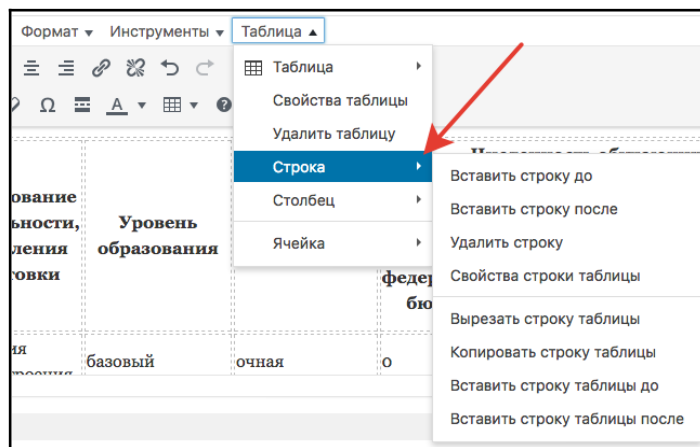 Формат Инструменты Таблица
Ω A
Таблица
Свойства таблицы
Удалить таблицу
Строка
Столбец
Ячейка
Вставить строку до
Вставить строку после
Удалить строку
Свойства строки таблицы
Вырезать строку таблицы
Копировать строку таблицы
Вставить строку таблицы до
Вставить строку таблицы после
Уровень
образования
базовый очная 0